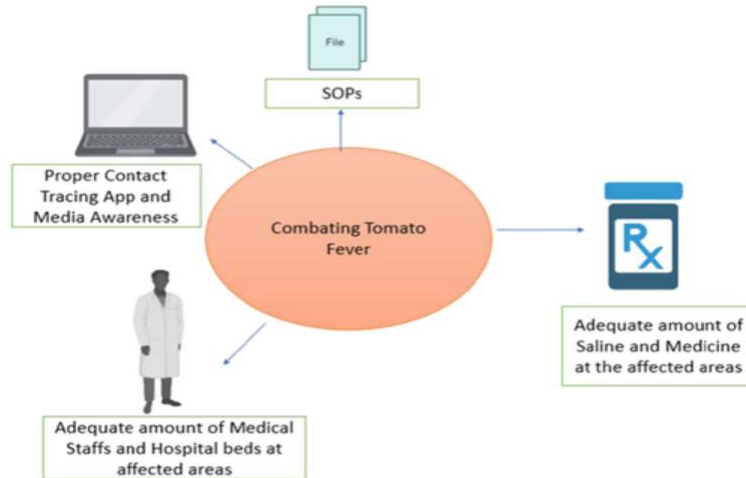 File
SOPs
Proper Contact
Tracing App and
Media Awareness
Combating Tomato
Fever
Rx
Adequate amount of
Saline and Medicine
at the affected areas
Adequate amount of Medical
Staffs and Hospital beds at
affected areas